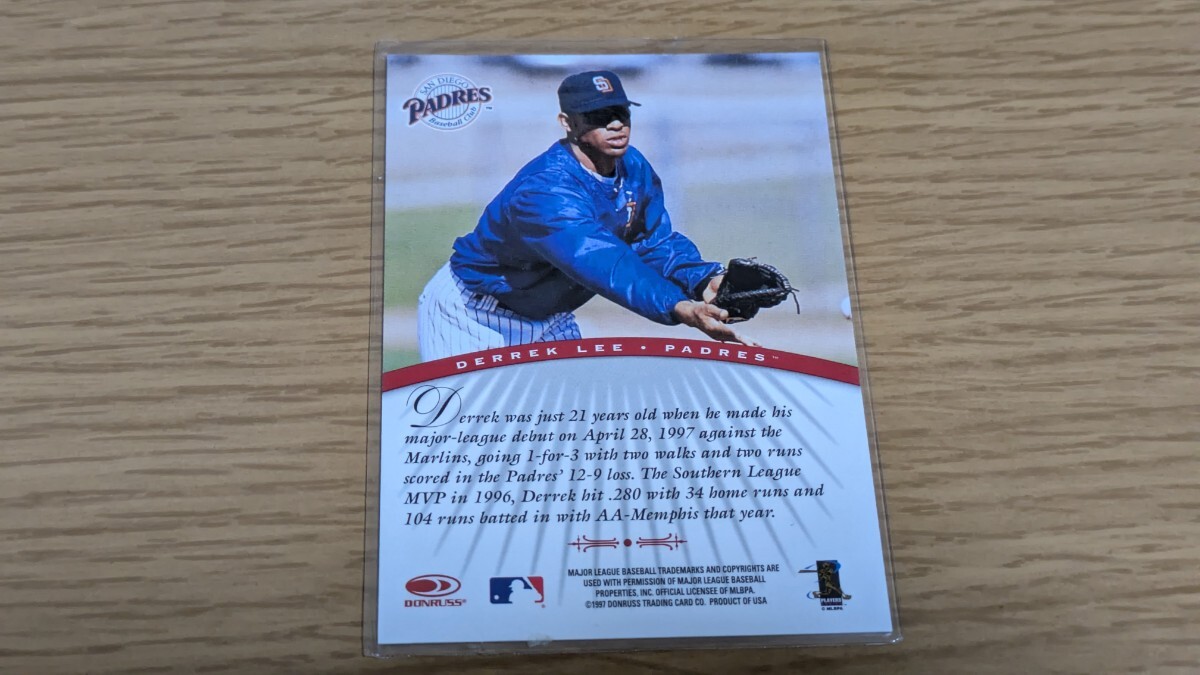 SAN DIEGO
PADRES
Baseball Club
SD
DERREK LEE • PADRES™
Derrek was just 21 years old when he made his
major-league debut on April 28, 1997 against the
Marlins, going 1-for-3 with two walks and two runs
scored in the Padres' 12-9 loss. The Southern League
MVP in 1996, Derrek hit .280 with 34 home runs and
104 runs batted in with AA-Memphis that year.
MAJOR LEAGUE BASEBALL TRADEMARKS AND COPYRIGHTS ARE
USED WITH PERMISSION OF MAJOR LEAGUE BASEBALL
PROPERTIES, INC. OFFICIAL LICENSEE OF MLBPA.
©1997 DONRUSS TRADING CARD CO. PRODUCT OF USA
DONRUSS®
PLAYERS
© MLBPA